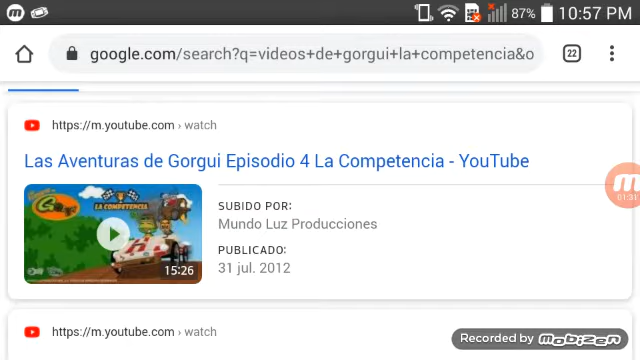 87% 10:57 PM
google.com/search?q=videos+de+gorgui+la+competencia&o
22
https://m.youtube.com › watch
Las Aventuras de Gorgui Episodio 4 La Competencia - YouTube
LA COMPETENCIA
Gorgui
15:26
SUBIDO POR:
Mundo Luz Producciones
PUBLICADO:
31 jul. 2012
01:31
https://m.youtube.com › watch
Recorded by mobizen